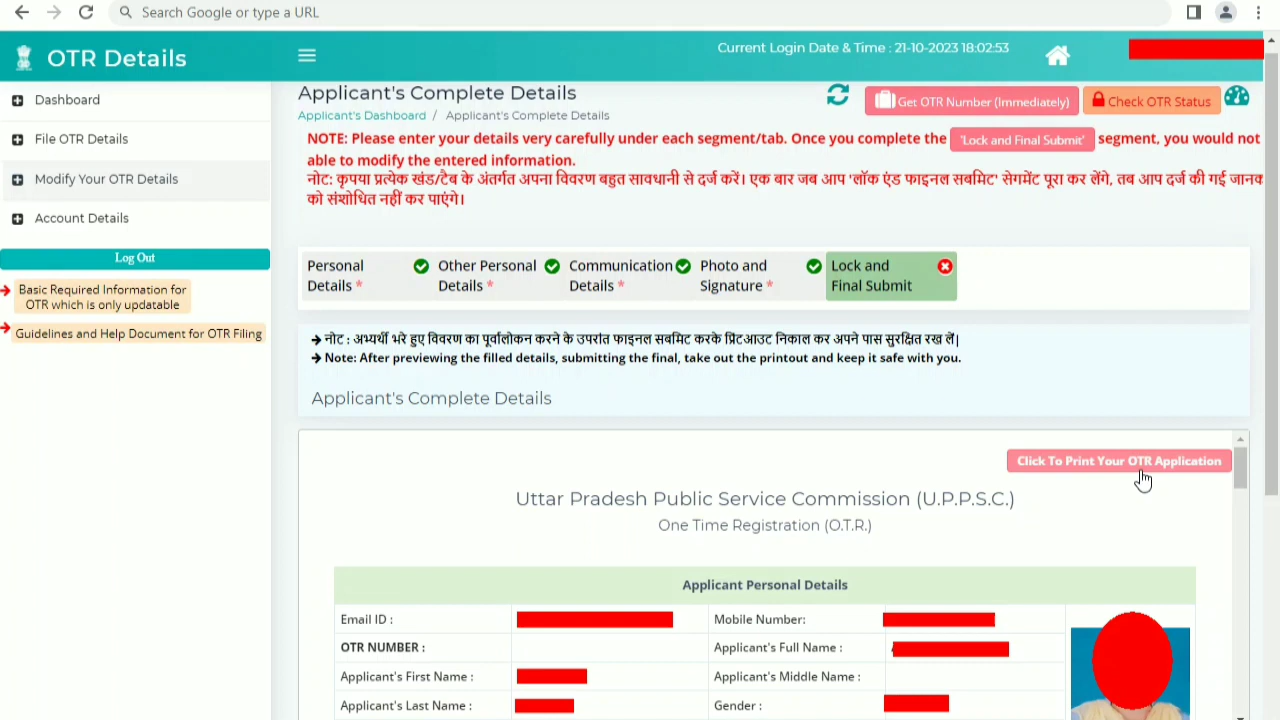 Search Google or type a URL
OTR Details
Current Login Date & Time : 21-10-2023 18:02:53
Dashboard
File OTR Details
Modify Your OTR Details
Account Details
Log Out
Basic Required Information for
OTR which is only updatable
Guidelines and Help Document for OTR Filing
Applicant's Complete Details
Get OTR Number (Immediately)
Check OTR Status
Applicant's Dashboard / Applicant's Complete Details
NOTE: Please enter your details very carefully under each segment/tab. Once you complete the 'Lock and Final Submit' segment, you would not
able to modify the entered information.
नोट: कृपया प्रत्येक खंड/टैब के अंतर्गत अपना विवरण बहुत सावधानी से दर्ज करें। एक बार जब आप 'लॉक एंड फाइनल सबमिट' सेगमेंट पूरा कर लेंगे, तब आप दर्ज की गई जानक
को संशोधित नहीं कर पाएंगे।
Personal
Details *
Other Personal
Details *
Communication
Details *
Photo and
Signature *
Lock and
Final Submit
नोट : अभ्यर्थी भरे हुए विवरण का पूर्वालोकन करने के उपरांत फाइनल सबमिट करके प्रिंटआउट निकाल कर अपने पास सुरक्षित रख लें|
Note: After previewing the filled details, submitting the final, take out the printout and keep it safe with you.
Applicant's Complete Details
Click To Print Your OTR Application
Uttar Pradesh Public Service Commission (U.P.P.S.C.)
One Time Registration (O.T.R.)
Applicant Personal Details
Email ID :
Mobile Number:
OTR NUMBER :
Applicant's Full Name :
Applicant's First Name :
Applicant's Middle Name :
Applicant's Last Name :
Gender :